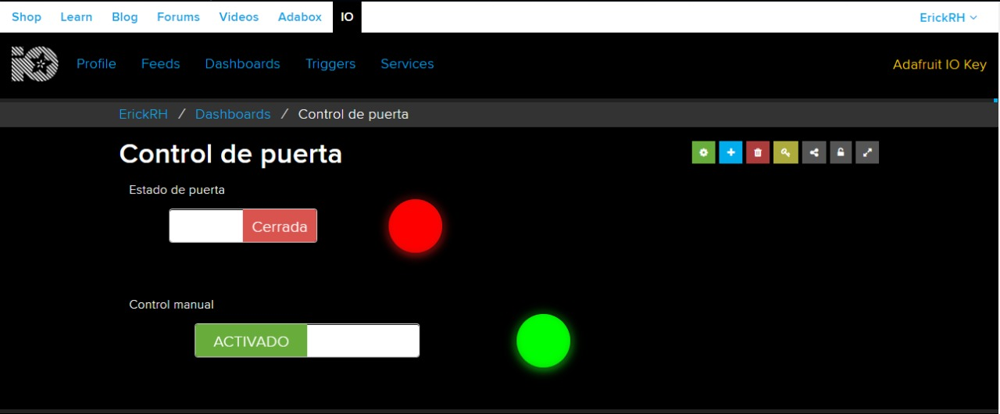 Shop Learn Blog Forums Videos Adabox IO ErickRH
IO Profile Feeds Dashboards Triggers Services Adafruit IO Key
ErickRH / Dashboards / Control de puerta
Control de puerta
Estado de puerta
Cerrada
Control manual
ACTIVADO